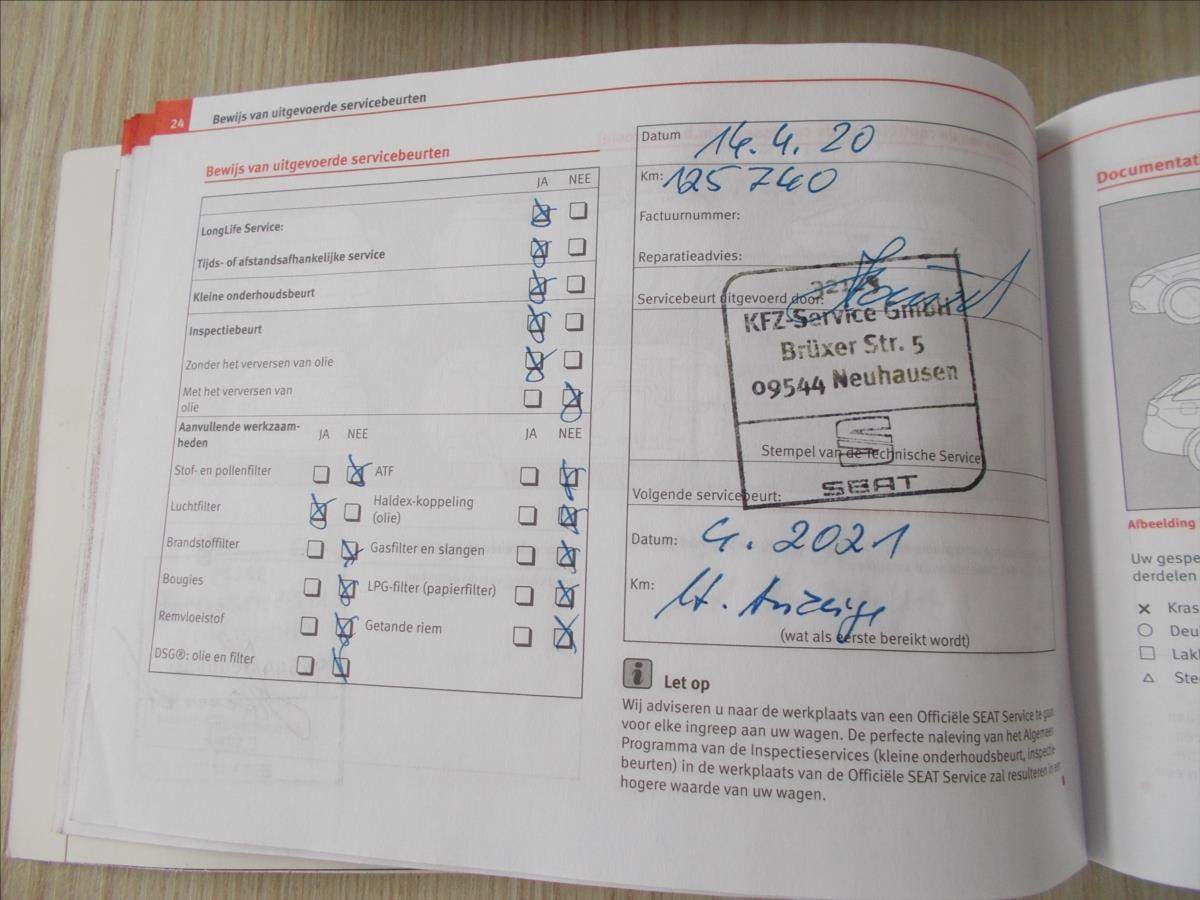 24
Bewijs van uitgevoerde servicebeurten
Bewijs van uitgevoerde servicebeurten
JA NEE
LongLife Service:
Tijds- of afstandsafhankelijke service
Kleine onderhoudsbeurt
Inspectiebeurt
Zonder het verversen van olie
Met het verversen van
olie
Aanvullende werkzaam-
heden
JA NEE JA NEE
Stof- en pollenfilter ATF
Luchtfilter Haldex-koppeling
(olie)
Brandstoffilter Gasfilter en slangen
Bougies LPG-filter (papierfilter)
Remvloeistof Getande riem
DSG®: olie en filter
Datum 14.4.20
Km: 125740
Factuurnummer:
Reparatieadvies:
Servicebeurt uitgevoerd door:
KFZ-Service GmbH
Brüxer Str. 5
09544 Neuhausen
Stempel van de Technische Service
SEAT
Volgende servicebeurt:
Datum: 4.2021
Km: lt. Anzeige
(wat als eerste bereikt wordt)
Let op
Wij adviseren u naar de werkplaats van een Officiële SEAT Service te gaan
voor elke ingreep aan uw wagen. De perfecte naleving van het Algemeen
Programma van de Inspectieservices (kleine onderhoudsbeurt, inspectie-
beurten) in de werkplaats van de Officiële SEAT Service zal resulteren in een
hogere waarde van uw wagen.
Documentat
Afbeelding
Uw gespe
derdelen
Kras
Deu
Lak
Ste